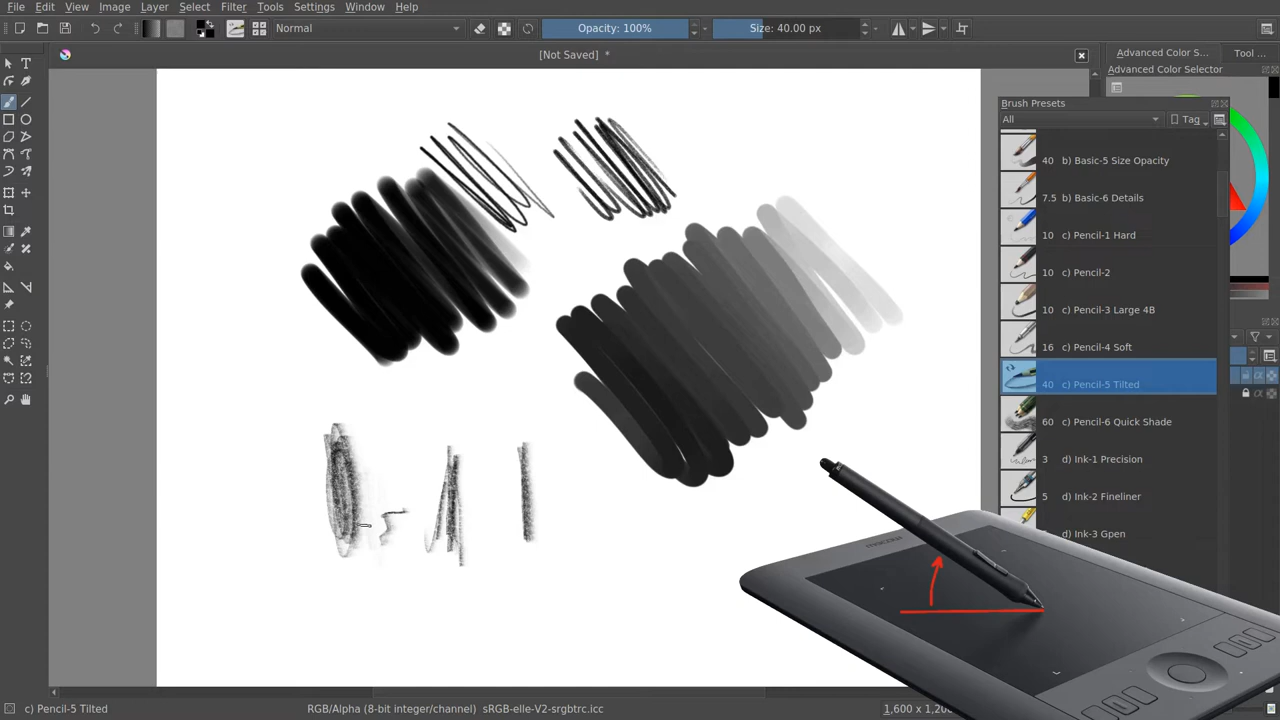 File Edit View Image Layer Select Filter Tools Settings Window Help
Normal Opacity: 100% Size: 40.00 px
[Not Saved] *
Advanced Color S... Tool ...
Advanced Color Selector
Brush Presets
All Tag
40 b) Basic-5 Size Opacity
7.5 b) Basic-6 Details
10 c) Pencil-1 Hard
10 c) Pencil-2
10 c) Pencil-3 Large 4B
16 c) Pencil-4 Soft
40 c) Pencil-5 Tilted
60 c) Pencil-6 Quick Shade
3 d) Ink-1 Precision
5 d) Ink-2 Fineliner
d) Ink-3 Gpen
c) Pencil-5 Tilted RGB/Alpha (8-bit integer/channel) sRGB-elle-V2-srgbtrc.icc 1,600 x 1,200